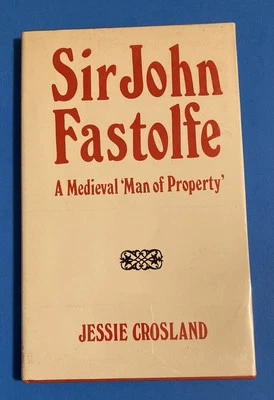 Sir John
Fastolfe
A Medieval ‘Man of Property’
JESSIE CROSLAND